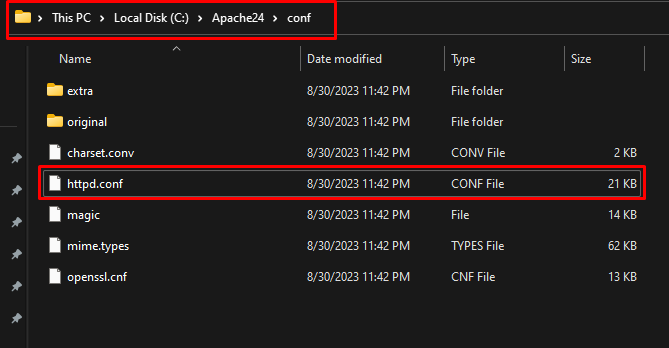 This PC > Local Disk (C:) > Apache24 > conf
Name Date modified Type Size
extra 8/30/2023 11:42 PM File folder
original 8/30/2023 11:42 PM File folder
charset.conv 8/30/2023 11:42 PM CONV File 2 KB
httpd.conf 8/30/2023 11:42 PM CONF File 21 KB
magic 8/30/2023 11:42 PM File 14 KB
mime.types 8/30/2023 11:42 PM TYPES File 62 KB
openssl.cnf 8/30/2023 11:42 PM CNF File 13 KB